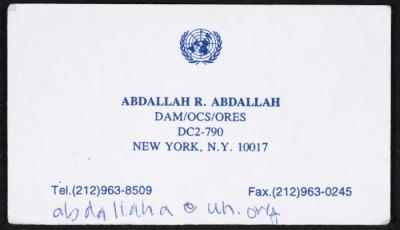 ABDALLAH R. ABDALLAH
DAM/OCS/ORES
DC2-790
NEW YORK, N.Y. 10017
Tel.(212)963-8509 Fax.(212)963-0245
abdallaha@un.org